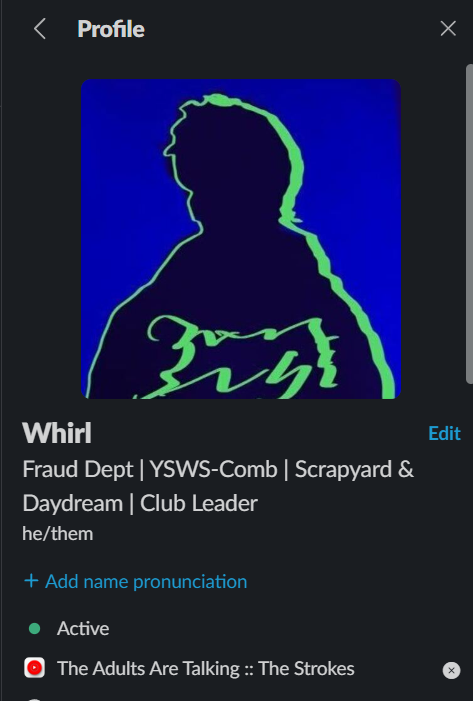 Profile
Whirl
Edit
Fraud Dept | YSWS-Comb | Scrapyard &
Daydream | Club Leader
he/them
+ Add name pronunciation
Active
The Adults Are Talking :: The Strokes